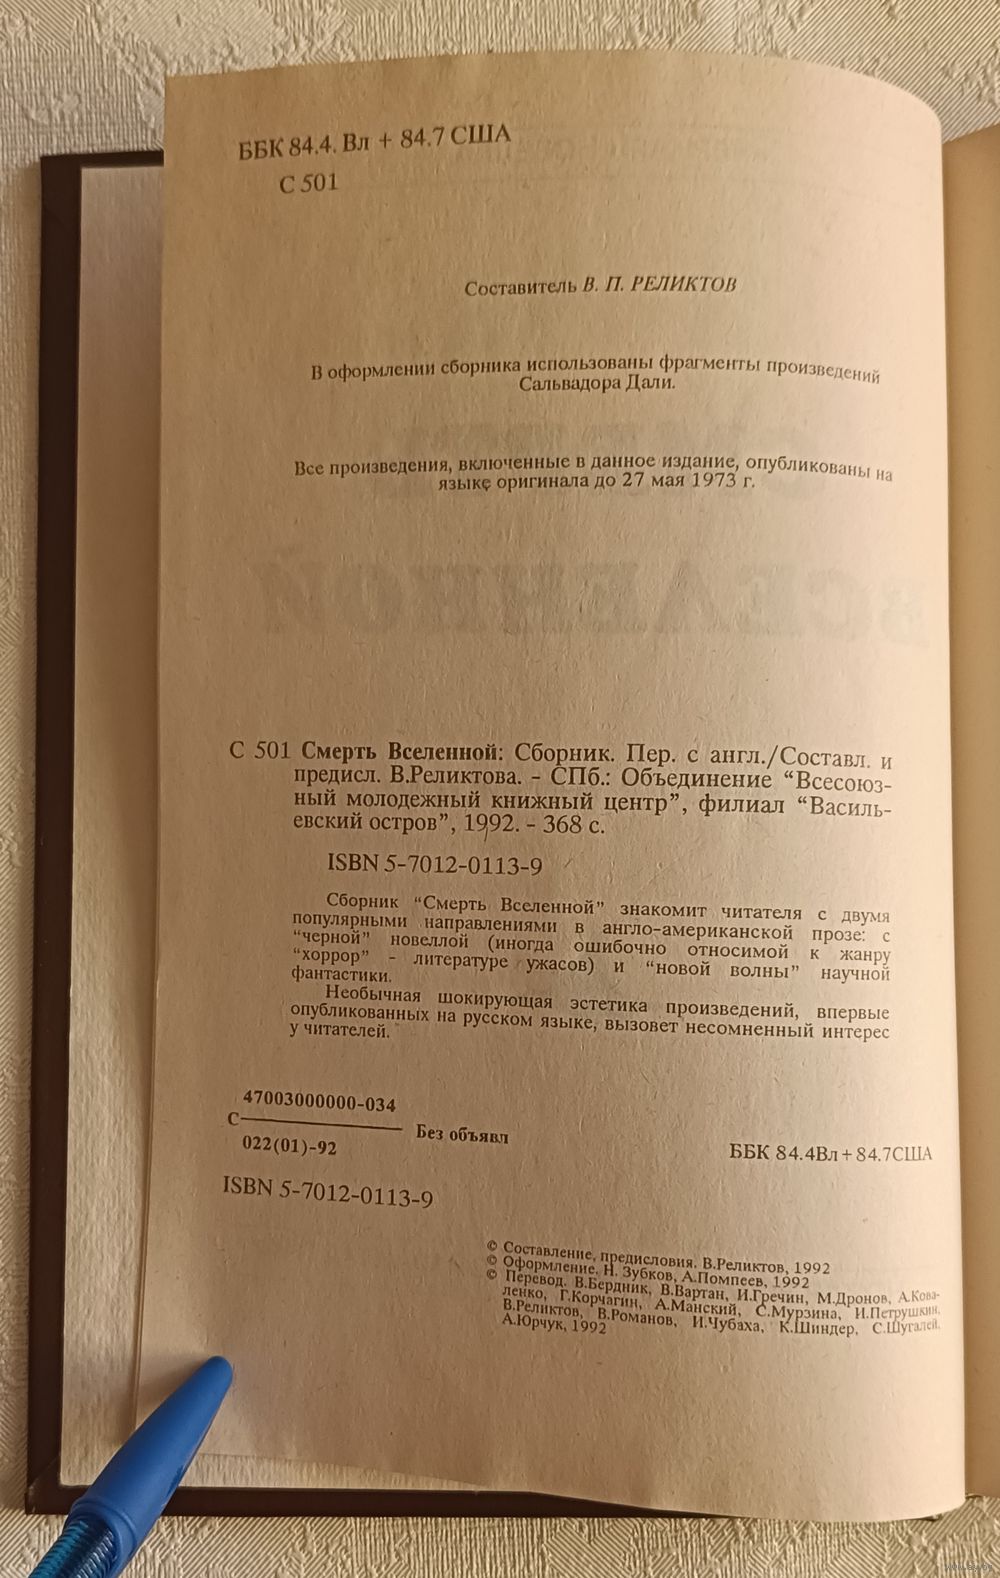 ББК 84.4. Вл + 84.7 США
С 501
Составитель В. П. РЕЛИКТОВ
В оформлении сборника использованы фрагменты произведений
Сальвадора Дали.
Все произведения, включенные в данное издание, опубликованы на
языке оригинала до 27 мая 1973 г.
С 501 Смерть Вселенной: Сборник. Пер. с англ./Составл. и
предисл. В.Реликтова. - СПб.: Объединение “Всесоюз-
ный молодежный книжный центр”, филиал “Василь-
евский остров”, 1992. - 368 с.
ISBN 5-7012-0113-9
Сборник “Смерть Вселенной” знакомит читателя с двумя
популярными направлениями в англо-американской прозе: с
“черной” новеллой (иногда ошибочно относимой к жанру
“хоррор” - литературе ужасов) и “новой волны” научной
фантастики.
Необычная шокирующая эстетика произведений, впервые
опубликованных на русском языке, вызовет несомненный интерес
у читателей.
47003000000-034
С Без объявл
022(01)-92
ББК 84.4Вл + 84.7США
ISBN 5-7012-0113-9
© Составление, предисловия. В.Реликтов, 1992
© Оформление. Н. Зубков, А.Помпеев, 1992
© Перевод. В.Бердник, В.Вартан, И.Гречин, М.Дронов, А.Кова-
ленко, Г.Корчагин, А.Манский, С.Мурзина, И.Петрушкин,
В.Реликтов, В.Романов, И.Чубаха, К.Шиндер, С.Шугалей,
А.Юрчук, 1992